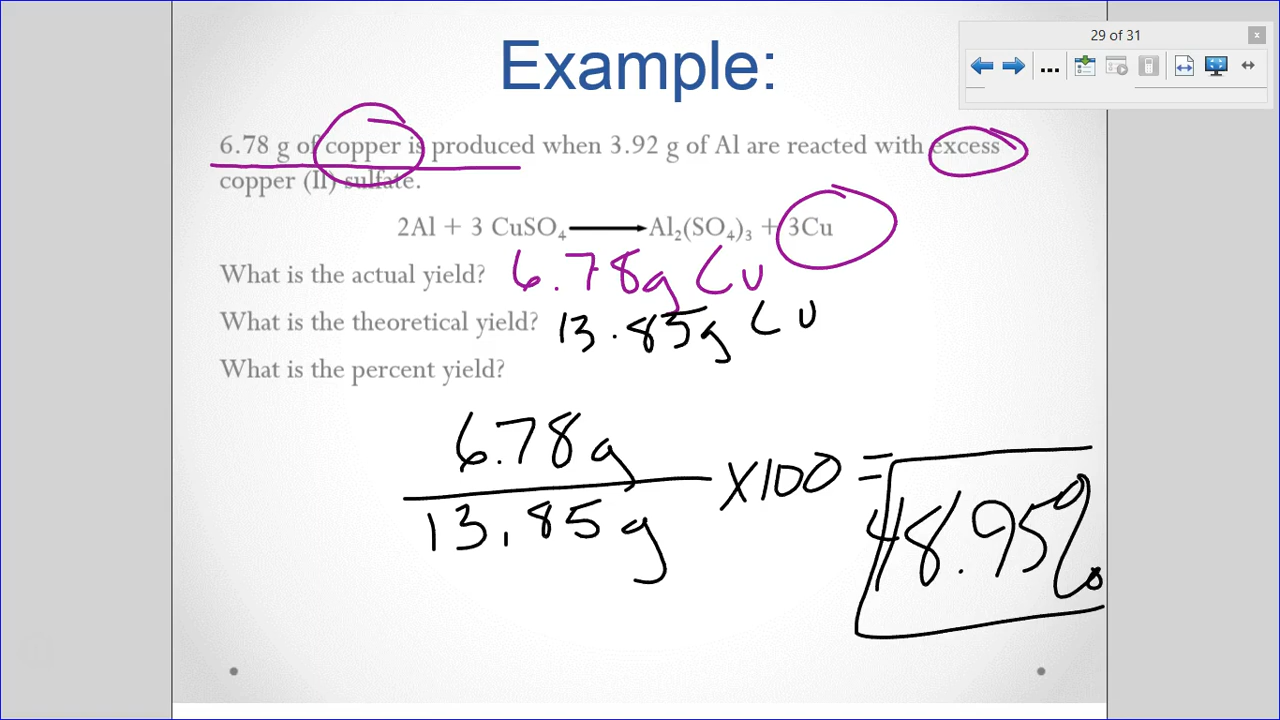 Example:
29 of 31
6.78 g of copper is produced when 3.92 g of Al are reacted with excess
copper (II) sulfate.
2Al + 3 CuSO₄ → Al₂(SO₄)₃ + 3Cu
What is the actual yield? 6.78g Cu
What is the theoretical yield? 13.85g Cu
What is the percent yield?
6.78g
13.85g
x100 =
48.95%